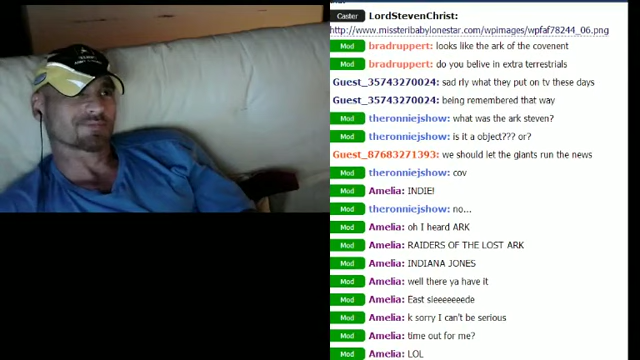 Caster LordStevenChrist:
http://www.missteribabylonestar.com/wpimages/wpfaf78244_06.png
Mod bradruppert: looks like the ark of the covenent
Mod bradruppert: do you belive in extra terrestrials
Guest_35743270024: sad rly what they put on tv these days
Guest_35743270024: being remembered that way
Mod theronniejshow: what was the ark steven?
Mod theronniejshow: is it a object??? or?
Guest_87683271393: we should let the giants run the news
Mod theronniejshow: cov
Mod Amelia: INDIE!
Mod theronniejshow: no...
Mod Amelia: oh I heard ARK
Mod Amelia: RAIDERS OF THE LOST ARK
Mod Amelia: INDIANA JONES
Mod Amelia: well there ya have it
Mod Amelia: East sieeeeeede
Mod Amelia: k sorry I can't be serious
Mod Amelia: time out for me?
Mod Amelia: LOL